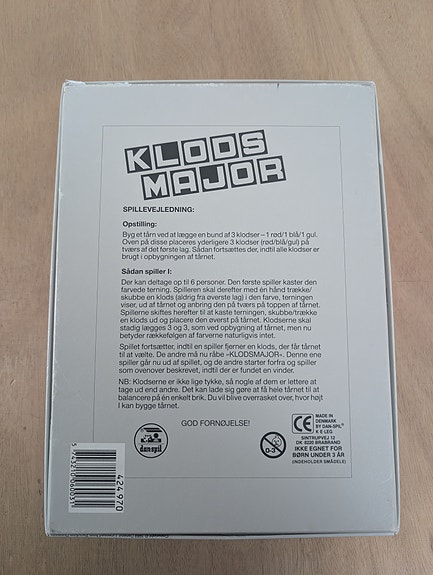 KLODS
MAJOR
SPILLEVEJLEDNING:
Opstilling:
Byg et tårn ved at lægge en bund af 3 klodser – 1 rød/1 blå/1 gul.
Oven på disse placeres yderligere 3 klodser (rød/blå/gul) på
tværs af det første lag. Sådan fortsættes der, indtil alle klodser er
brugt i opbygningen af tårnet.
Sådan spiller I:
Der kan deltage op til 6 personer. Den første spiller kaster den
farvede terning. Spilleren skal derefter med én hånd trække/
skubbe en klods (aldrig fra øverste lag) i den farve, terningen
viser, ud af tårnet og anbring den på tværs på toppen af tårnet.
Spillerne skiftes herefter til at kaste terningen, skubbe/trække
en klods ud og placere den øverst på tårnet. Klodserne skal
stadig lægges 3 og 3, som ved opbygning af tårnet, men nu
betyder rækkefølgen af farverne naturligvis intet.
Spillet fortsætter, indtil en spiller fjerner en klods, der får tårnet
til at vælte. De andre må nu råbe »KLODSMAJOR«. Denne ene
spiller går nu ud af spillet, og de andre starter forfra og spiller
som ovenover beskrevet, indtil der er fundet en vinder.
NB: Klodserne er ikke lige tykke, så nogle af dem er lettere at
tage ud end andre. Det kan lade sig gøre at få hele tårnet til at
balancere på en enkelt brik. Du vil blive overrasket over, hvor højt
I kan bygge tårnet.
GOD FORNØJELSE!
dan-spil
0-3
CE
MADE IN
DENMARK
BY DAN-SPIL®
K·E LEG
SINTRUPVEJ 12
DK 8220 BRABRAND
IKKE EGNET FOR
BØRN UNDER 3 ÅR
(INDEHOLDER SMÅDELE)
424.970